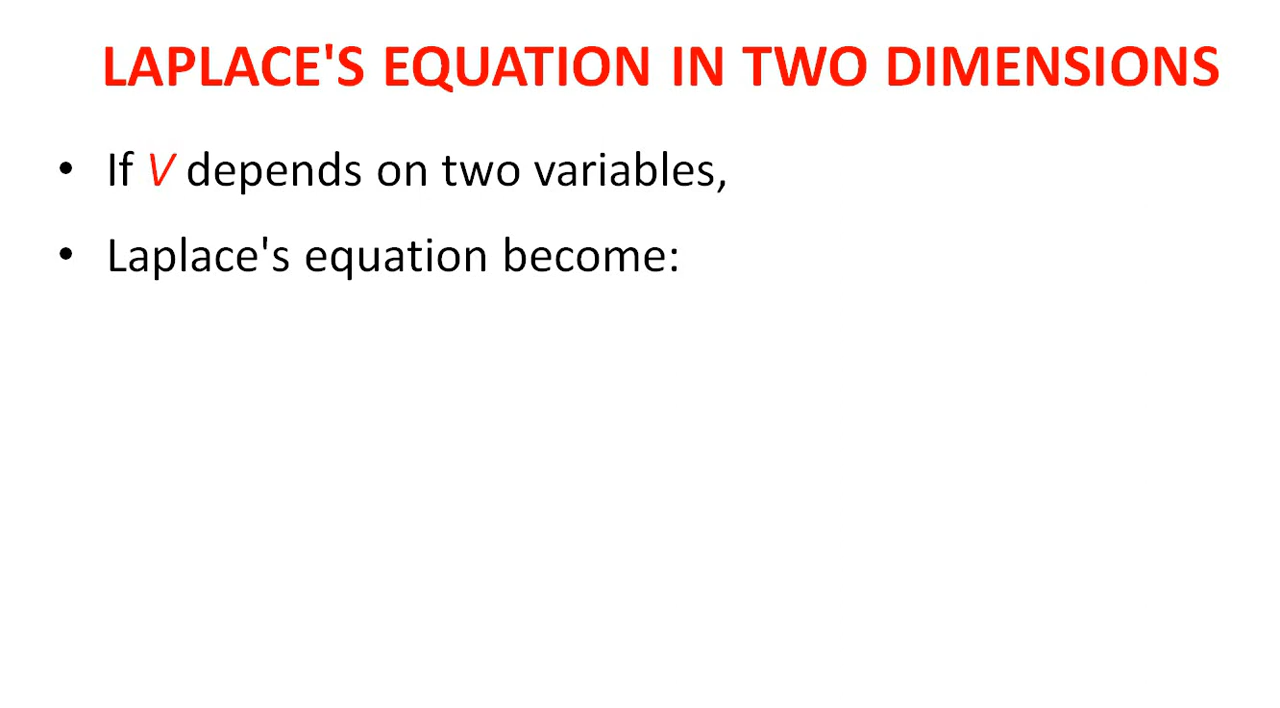 LAPLACE'S EQUATION IN TWO DIMENSIONS
• If V depends on two variables,
• Laplace's equation become: